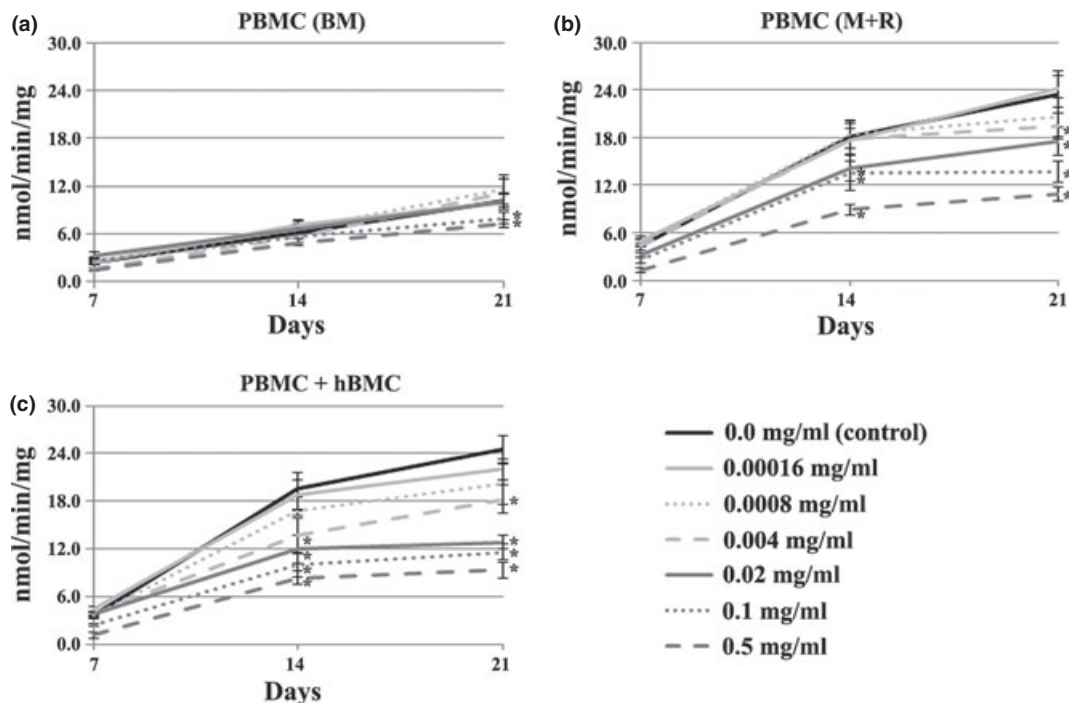 (a)
PBMC (BM)
nmol/min/mg
30.0
24.0
18.0
12.0
6.0
0.0
*
*
7 14 21
Days
(b)
PBMC (M+R)
nmol/min/mg
30.0
24.0
18.0
12.0
6.0
0.0
*
*
*
*
*
*
*
7 14 21
Days
(c)
PBMC + hBMC
nmol/min/mg
30.0
24.0
18.0
12.0
6.0
0.0
*
*
*
*
*
*
*
*
*
7 14 21
Days
0.0 mg/ml (control)
0.00016 mg/ml
0.0008 mg/ml
0.004 mg/ml
0.02 mg/ml
0.1 mg/ml
0.5 mg/ml